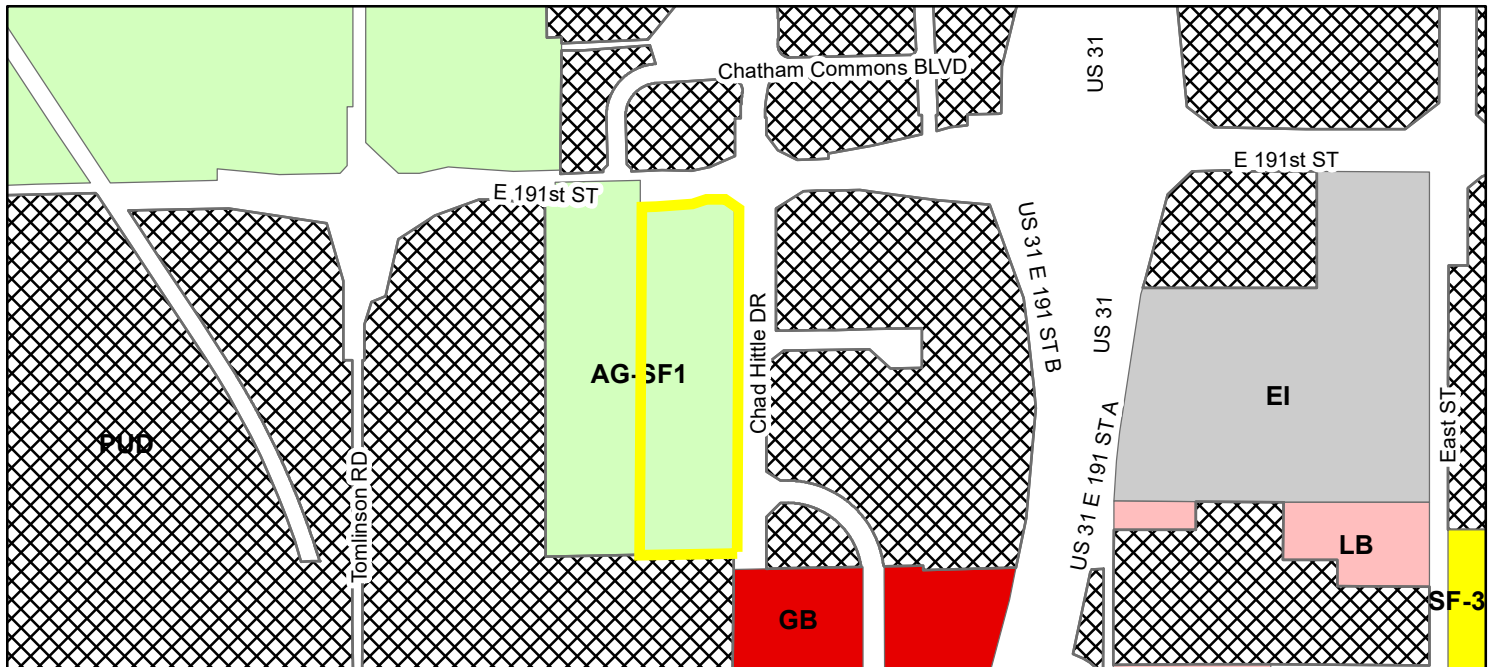 US 31
Chatham Commons BLVD
E 191st ST
E 191st ST
US 31 E 191 ST B
US 31
Chad Hittle DR
AG-SF1
EI
PUD
East ST
Tomlinson RD
US 31 E 191 ST A
LB
GB
SF-3